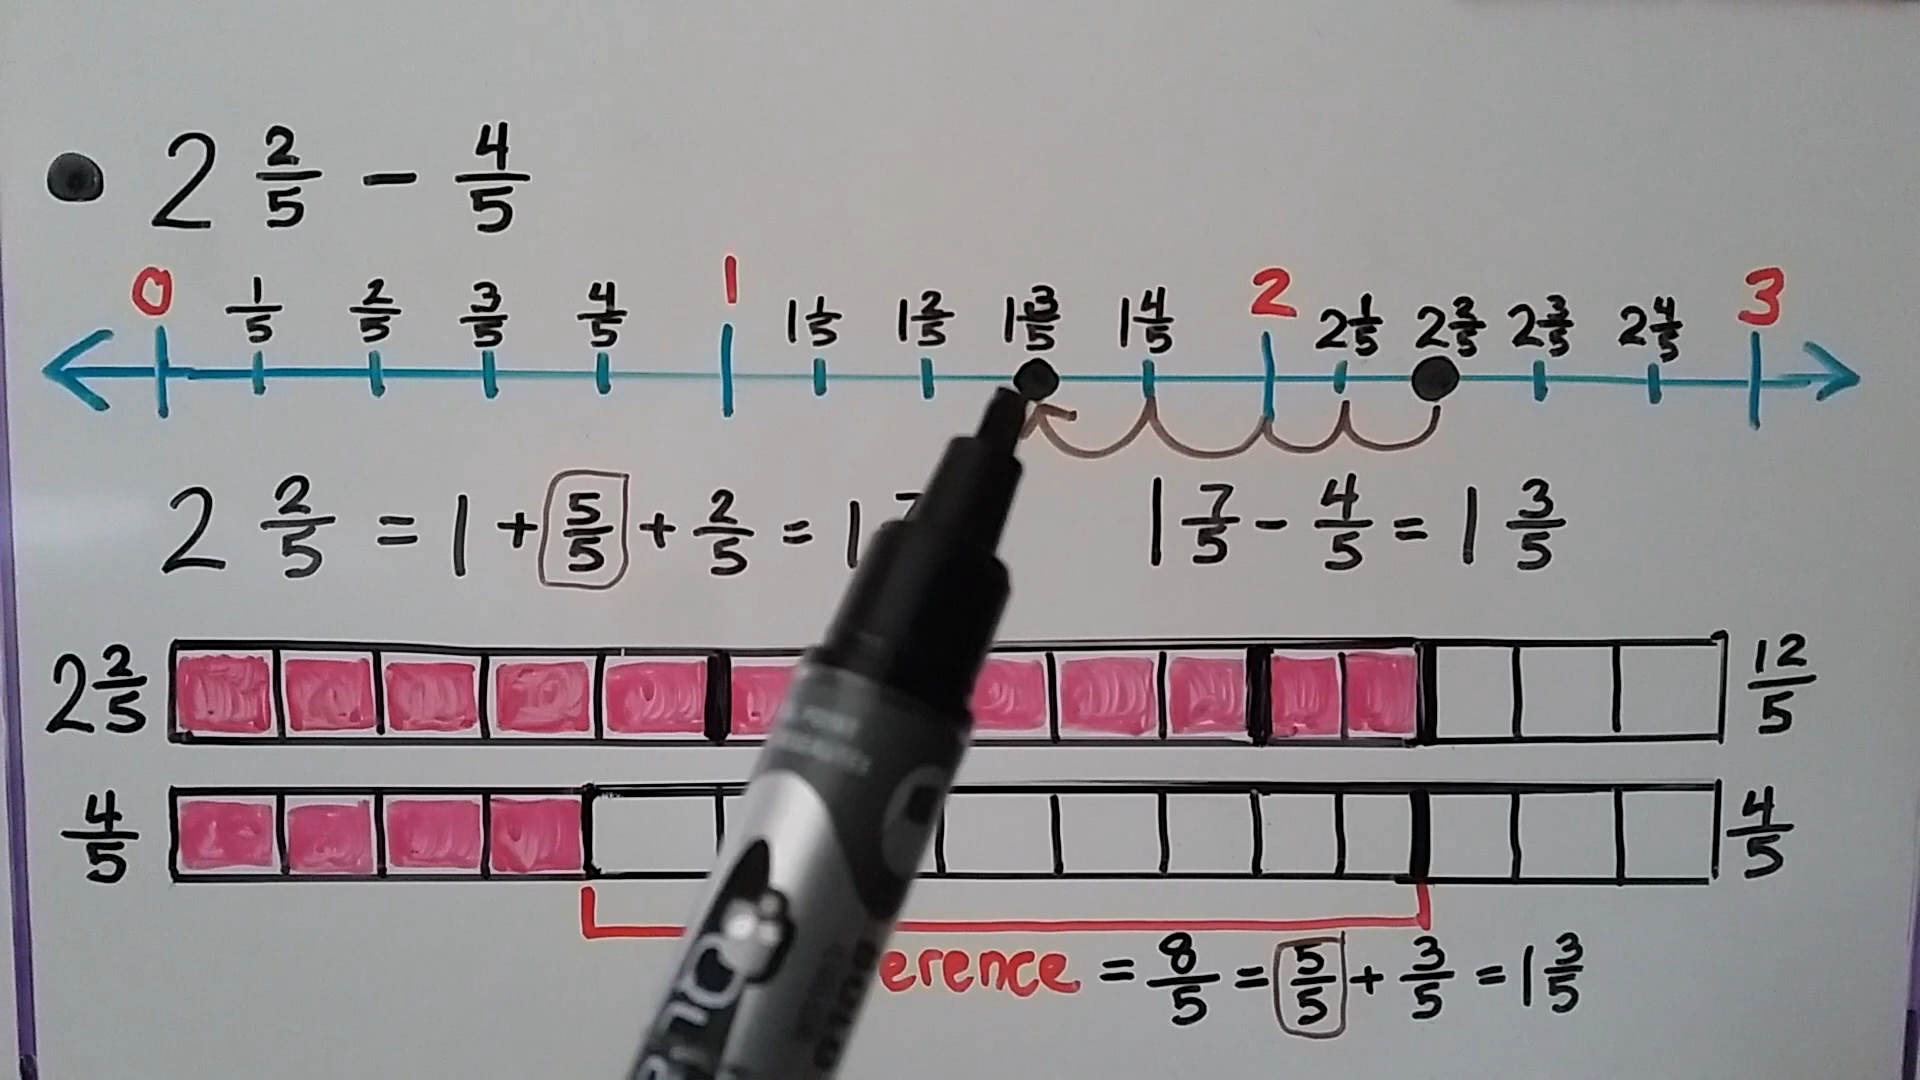 2 2/5 - 4/5
0 1/5 2/5 3/5 4/5 1 1 1/5 1 2/5 1 3/5 1 4/5 2 2 1/5 2 2/5 2 3/5 2 4/5 3
2 2/5 = 1 + 5/5 + 2/5 = 1 1 7/5 - 4/5 = 1 3/5
2 2/5 12/5
4/5 4/5
erence = 8/5 = 5/5 + 3/5 = 1 3/5